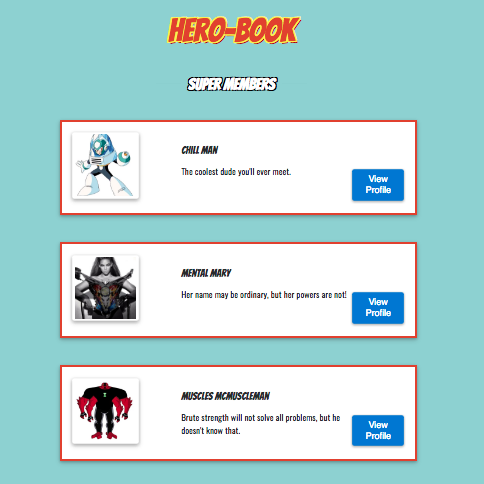 HERO-BOOK
SUPER MEMBERS
CHILL MAN
The coolest dude you'll ever meet.
View
Profile
MENTAL MARY
Her name may be ordinary, but her powers are not!
View
Profile
MUSCLES MCMUSCLEMAN
Brute strength will not solve all problems, but he
doesn't know that.
View
Profile